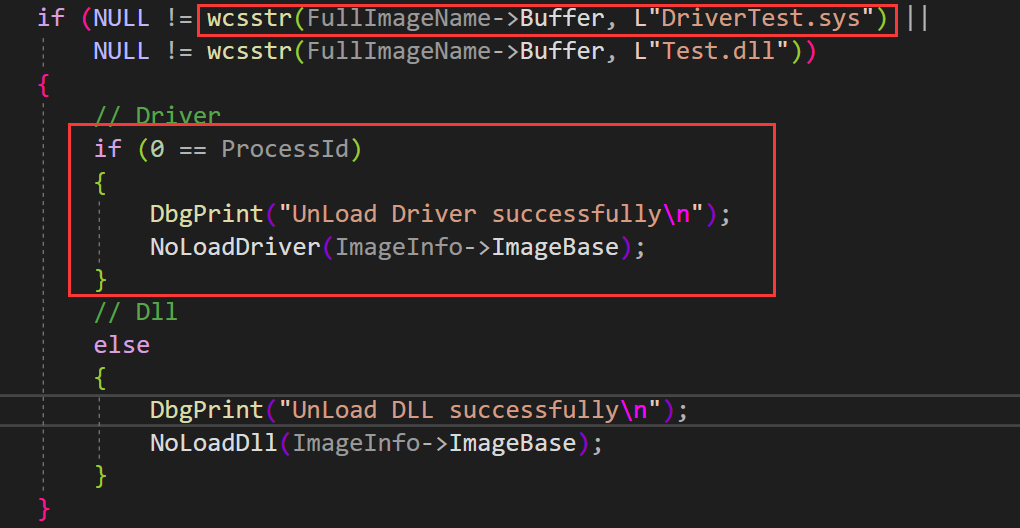 if (NULL != wcsstr(FullImageName->Buffer, L"DriverTest.sys") ||
NULL != wcsstr(FullImageName->Buffer, L"Test.dll"))
{
// Driver
if (0 == ProcessId)
{
DbgPrint("UnLoad Driver successfully\n");
NoLoadDriver(ImageInfo->ImageBase);
}
// Dll
else
{
DbgPrint("UnLoad DLL successfully\n");
NoLoadDll(ImageInfo->ImageBase);
}
}